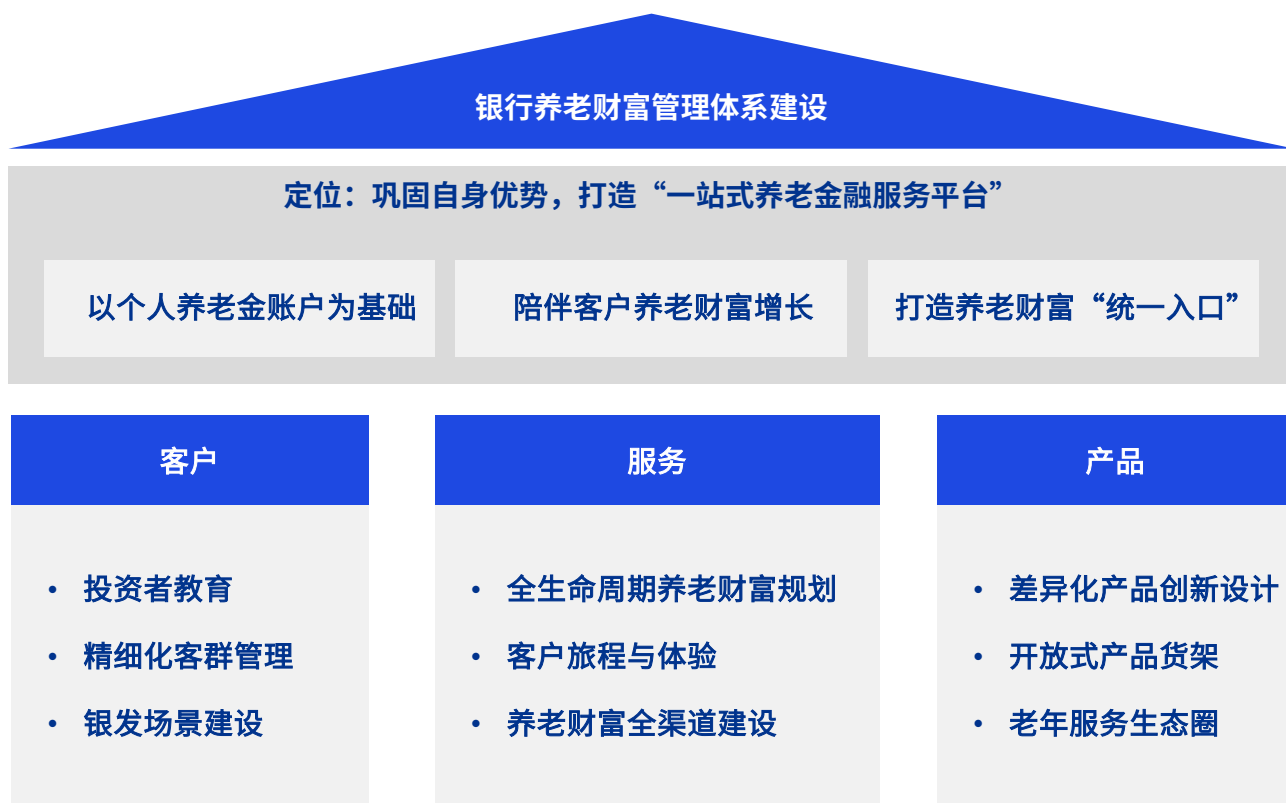 银行养老财富管理体系建设
定位：巩固自身优势，打造“一站式养老金融服务平台”
以个人养老金账户为基础
陪伴客户养老财富增长
打造养老财富“统一入口”
客户
• 投资者教育
• 精细化客群管理
• 银发场景建设
服务
• 全生命周期养老财富规划
• 客户旅程与体验
• 养老财富全渠道建设
产品
• 差异化产品创新设计
• 开放式产品货架
• 老年服务生态圈